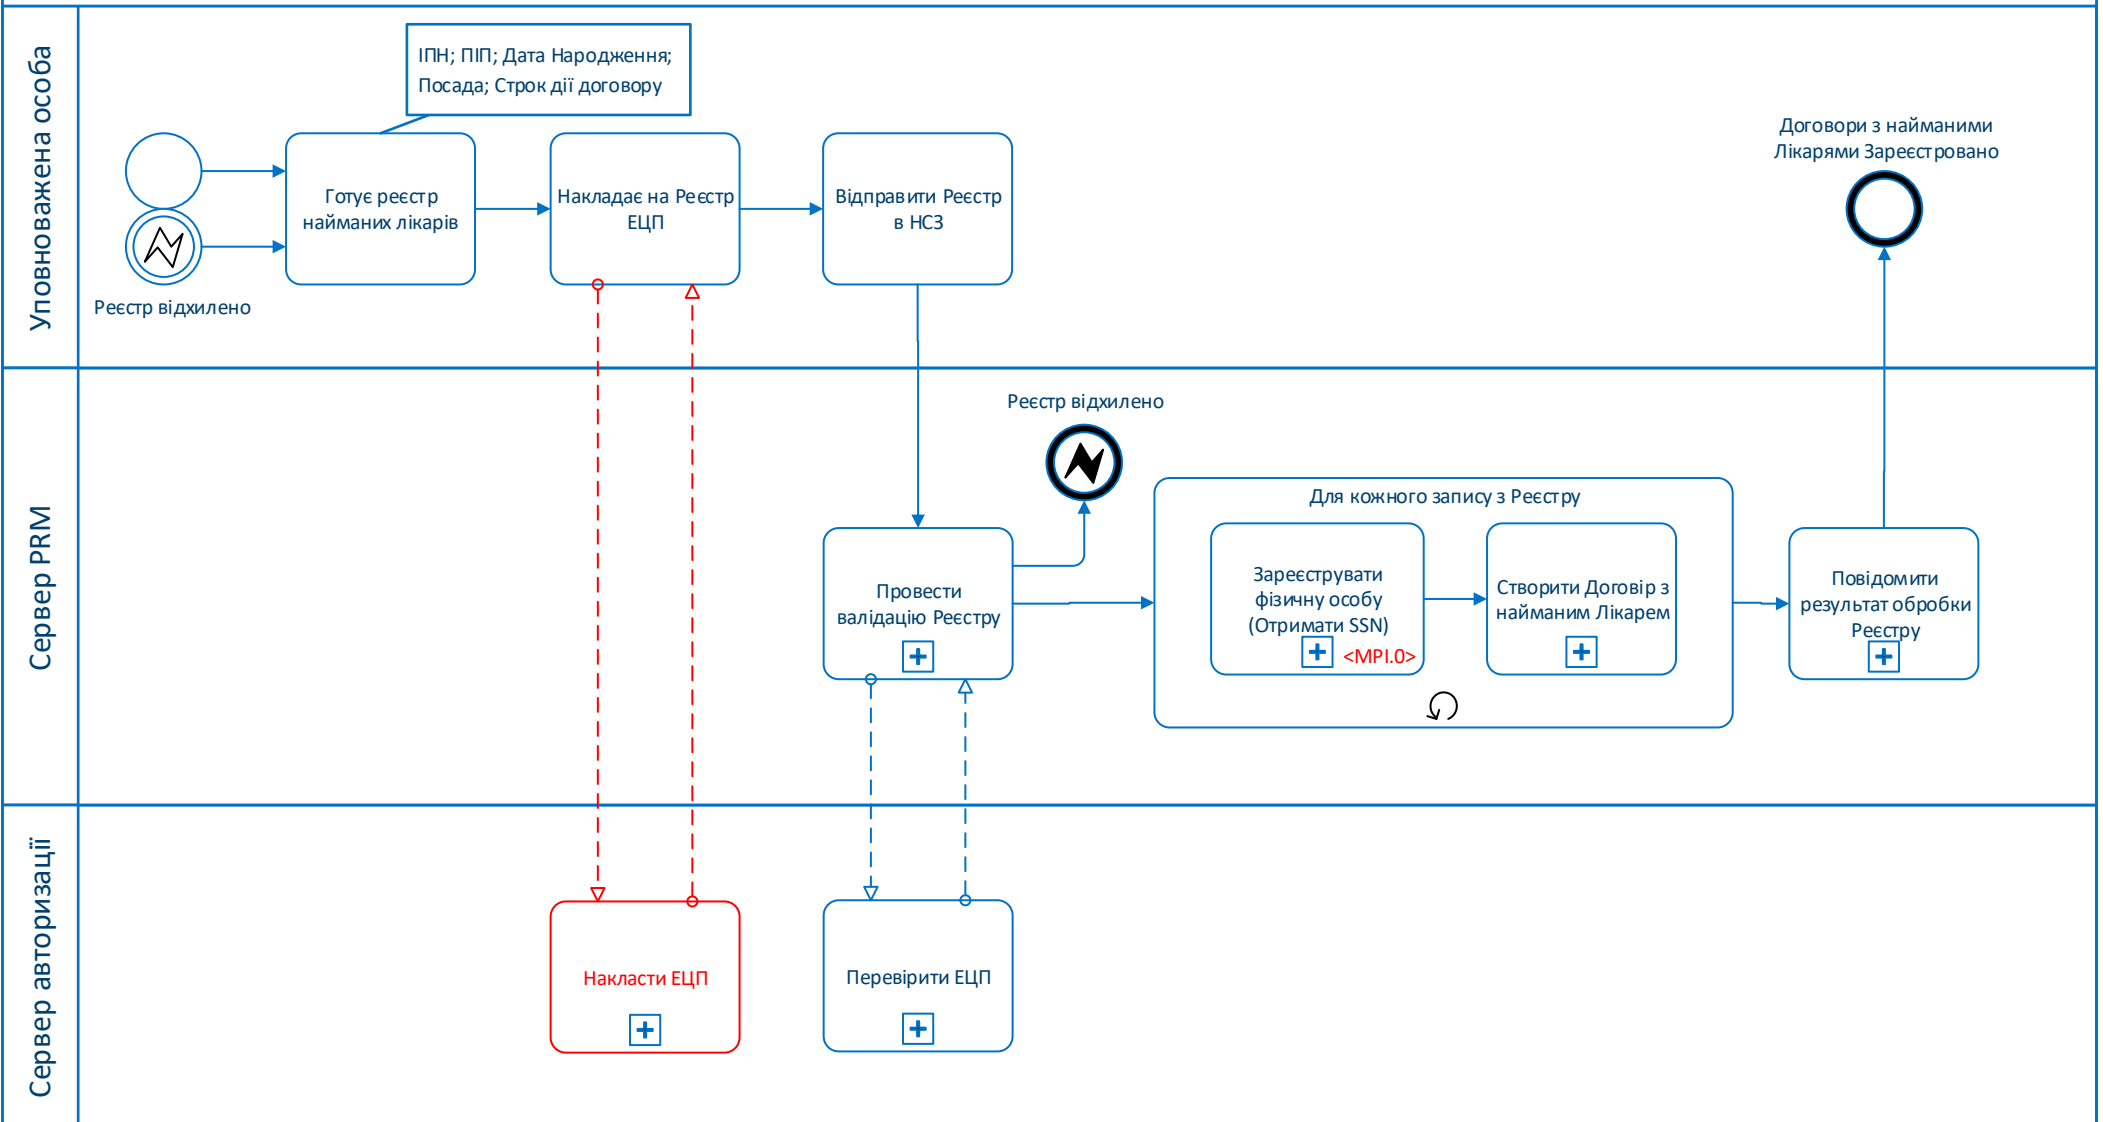 Уповноважена особа
ІПН; ПІП; Дата Народження;
Посада; Строк дії договору
Готує реєстр
найманих лікарів
Накладає на Реєстр
ЕЦП
Відправити Реєстр
в НСЗ
Реєстр відхилено
Договори з найманими
Лікарями Зареєстровано
Сервер PRM
Реєстр відхилено
Провести
валідацію Реєстру
Для кожного запису з Реєстру
Зареєструвати
фізичну особу
(Отримати SSN)
<MPI.0>
Створити Договір з
найманим Лікарем
Повідомити
результат обробки
Реєстру
Сервер авторизації
Накласти ЕЦП
Перевірити ЕЦП